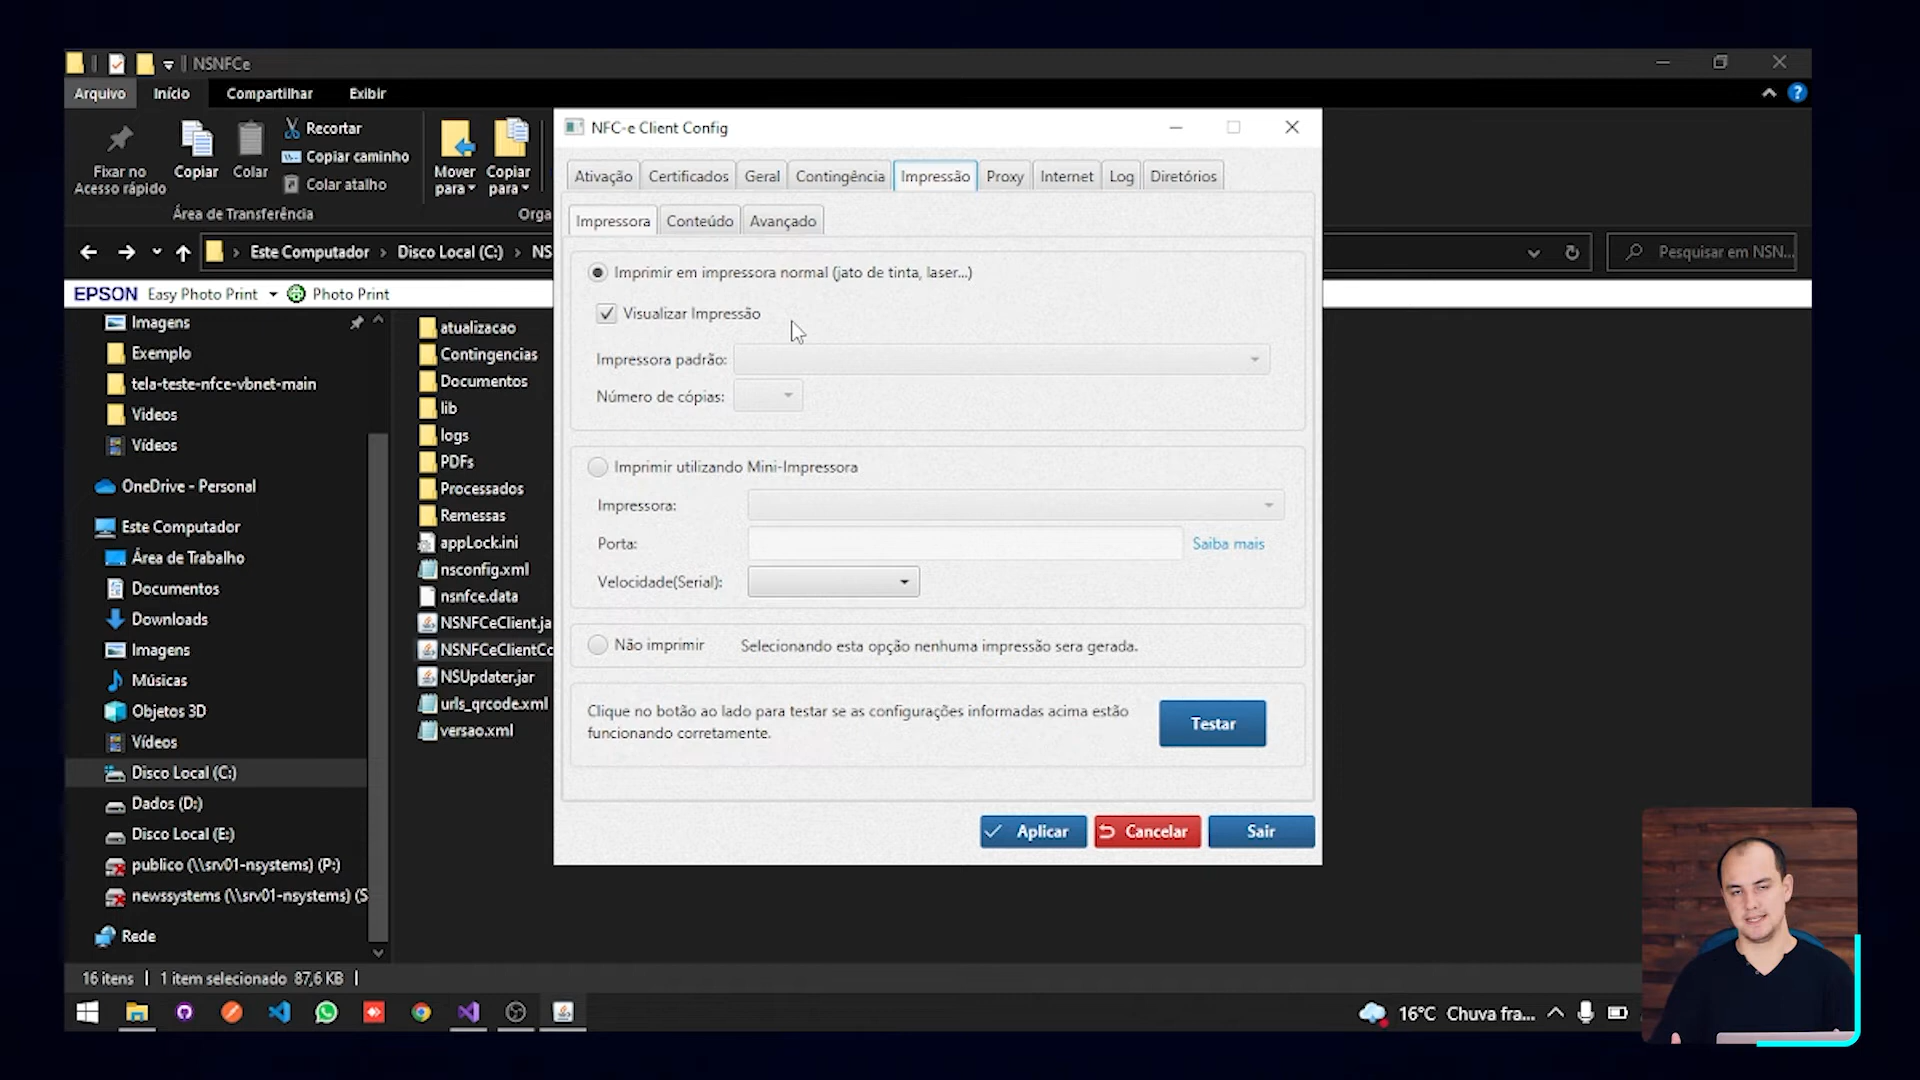 NSNFCe
Arquivo Início Compartilhar Exibir
Fixar no
Acesso rápido
Copiar
Colar
Recortar
Copiar caminho
Colar atalho
Mover
para
Copiar
para
Área de Transferência
Orga
Este Computador > Disco Local (C:) > NS
Pesquisar em NSN...
EPSON Easy Photo Print Photo Print
Imagens
Exemplo
tela-teste-nfce-vbnet-main
Videos
Vídeos
OneDrive - Personal
Este Computador
Área de Trabalho
Documentos
Downloads
Imagens
Músicas
Objetos 3D
Vídeos
Disco Local (C:)
Dados (D:)
Disco Local (E:)
publico (\\srv01-nsystems) (P:)
newssystems (\\srv01-nsystems) (S
Rede
atualizacao
Contingencias
Documentos
lib
logs
PDFs
Processados
Remessas
appLock.ini
nsconfig.xml
nsnfce.data
NSNFCeClient.ja
NSNFCeClientCo
NSUpdater.jar
urls_qrcode.xml
versao.xml
NFC-e Client Config
Ativação Certificados Geral Contingência Impressão Proxy Internet Log Diretórios
Impressora Conteúdo Avançado
Imprimir em impressora normal (jato de tinta, laser...)
Visualizar Impressão
Impressora padrão:
Número de cópias:
Imprimir utilizando Mini-Impressora
Impressora:
Porta:
Saiba mais
Velocidade(Serial):
Não imprimir Selecionando esta opção nenhuma impressão sera gerada.
Clique no botão ao lado para testar se as configurações informadas acima estão
funcionando corretamente.
Testar
Aplicar Cancelar Sair
16 itens | 1 item selecionado 87,6 KB |
16°C Chuva fra...